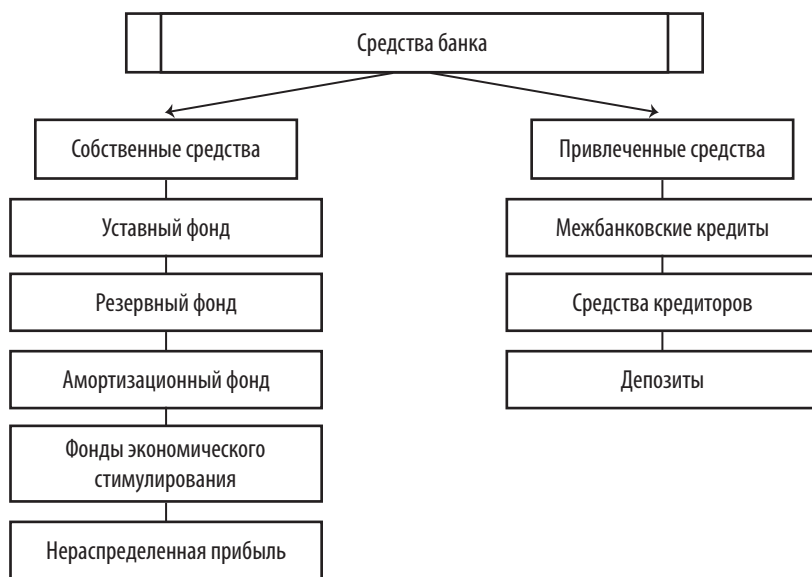 Средства банка
Собственные средства
Уставный фонд
Резервный фонд
Амортизационный фонд
Фонды экономического
стимулирования
Нераспределенная прибыль
Привлеченные средства
Межбанковские кредиты
Средства кредиторов
Депозиты